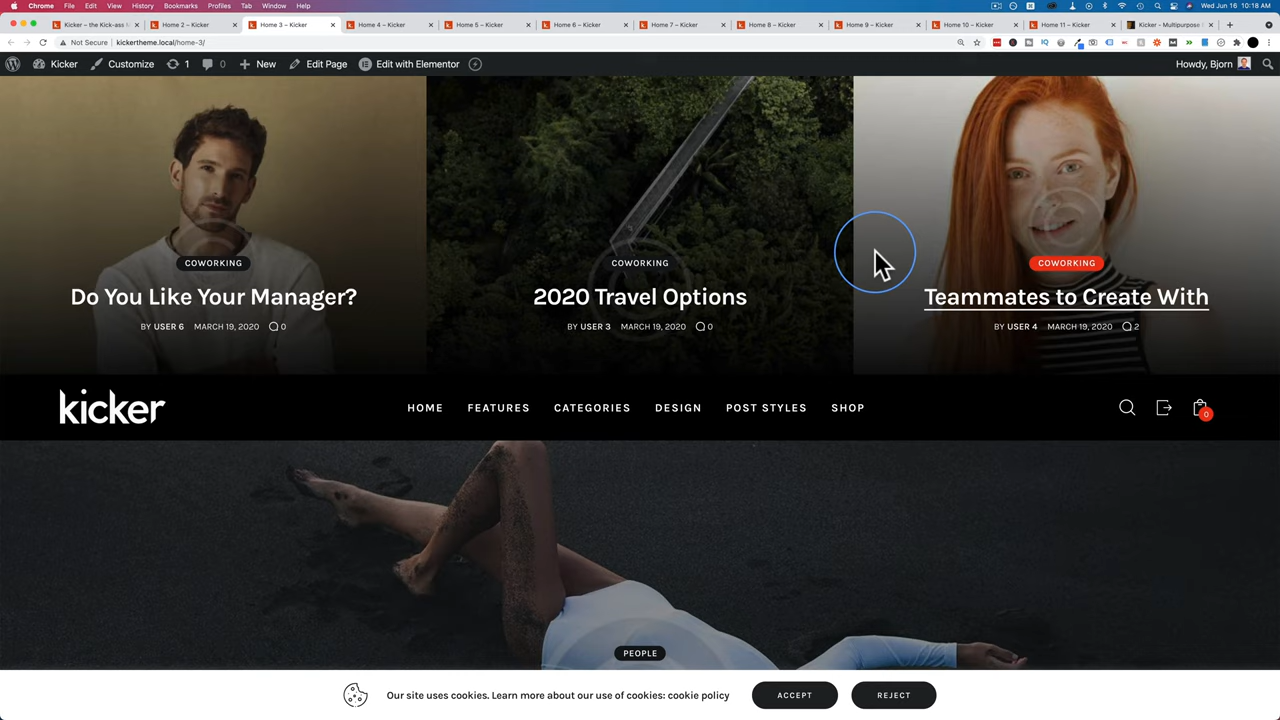 Chrome File Edit View History Bookmarks Profiles Tab Window Help
Wed Jun 16 10:18 AM
Kicker – the Kick-ass
Home 2 – Kicker
Home 3 – Kicker
Home 4 – Kicker
Home 5 – Kicker
Home 6 – Kicker
Home 7 – Kicker
Home 8 – Kicker
Home 9 – Kicker
Home 10 – Kicker
Home 11 – Kicker
Kicker - Multipurpose
Not Secure kickertheme.local/home-3/
Kicker Customize 1 0 New Edit Page Edit with Elementor
Howdy, Bjorn
COWORKING
Do You Like Your Manager?
BY USER 6 MARCH 19, 2020 0
COWORKING
2020 Travel Options
BY USER 3 MARCH 19, 2020 0
COWORKING
Teammates to Create With
BY USER 4 MARCH 19, 2020 2
kicker
HOME FEATURES CATEGORIES DESIGN POST STYLES SHOP
0
PEOPLE
Our site uses cookies. Learn more about our use of cookies: cookie policy
ACCEPT REJECT